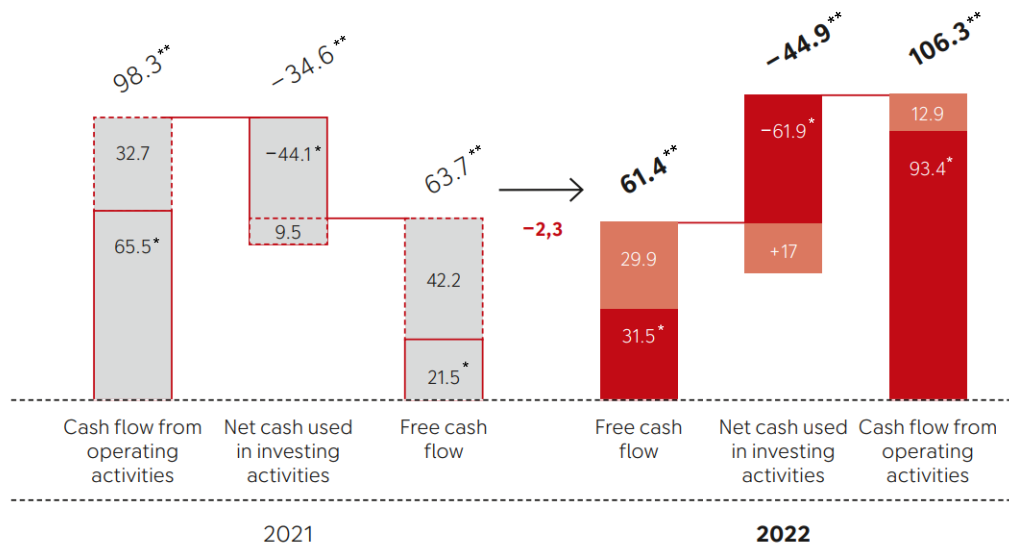 98.3**
−34.6**
63.7**
61.4**
−44.9**
106.3**
32.7
65.5*
−44.1*
9.5
42.2
21.5*
−2,3
29.9
31.5*
−61.9*
+17
12.9
93.4*
Cash flow from
operating
activities
Net cash used
in investing
activities
Free cash
flow
Free cash
flow
Net cash used
in investing
activities
Cash flow from
operating
activities
2021
2022